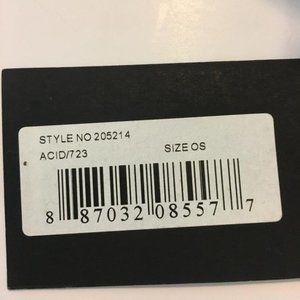 STYLE NO 205214
ACID/723 SIZE OS
8 87032 08557 7